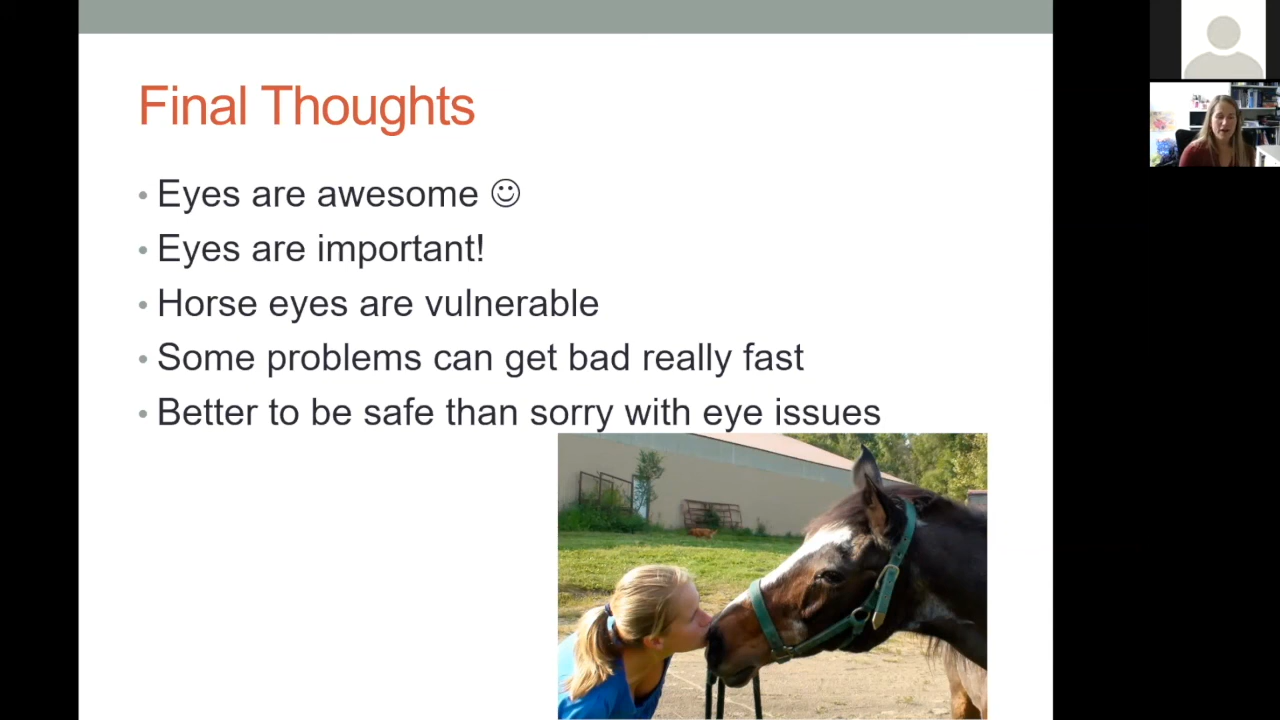 Final Thoughts
• Eyes are awesome ☺
• Eyes are important!
• Horse eyes are vulnerable
• Some problems can get bad really fast
• Better to be safe than sorry with eye issues